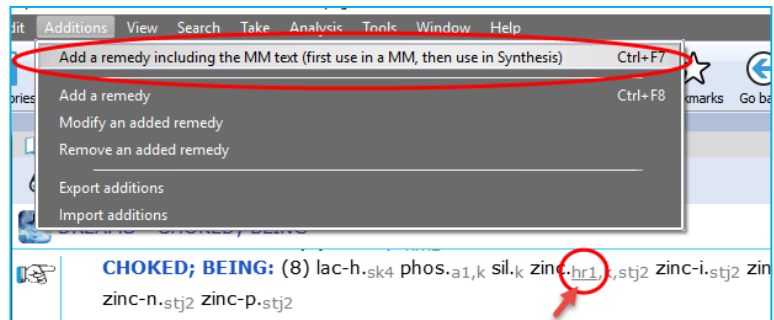 dit Additions View Search Take Analysis Tools Window Help
Add a remedy including the MM text (first use in a MM, then use in Synthesis) Ctrl+F7
Add a remedy Ctrl+F8
Modify an added remedy
Remove an added remedy
Export additions
Import additions
ories
kmarks Go ba
CHOKED; BEING: (8) lac-h.sk4 phos.a1,k sil.k zinc.hr1,k,stj2 zinc-i.stj2 zin
zinc-n.stj2 zinc-p.stj2